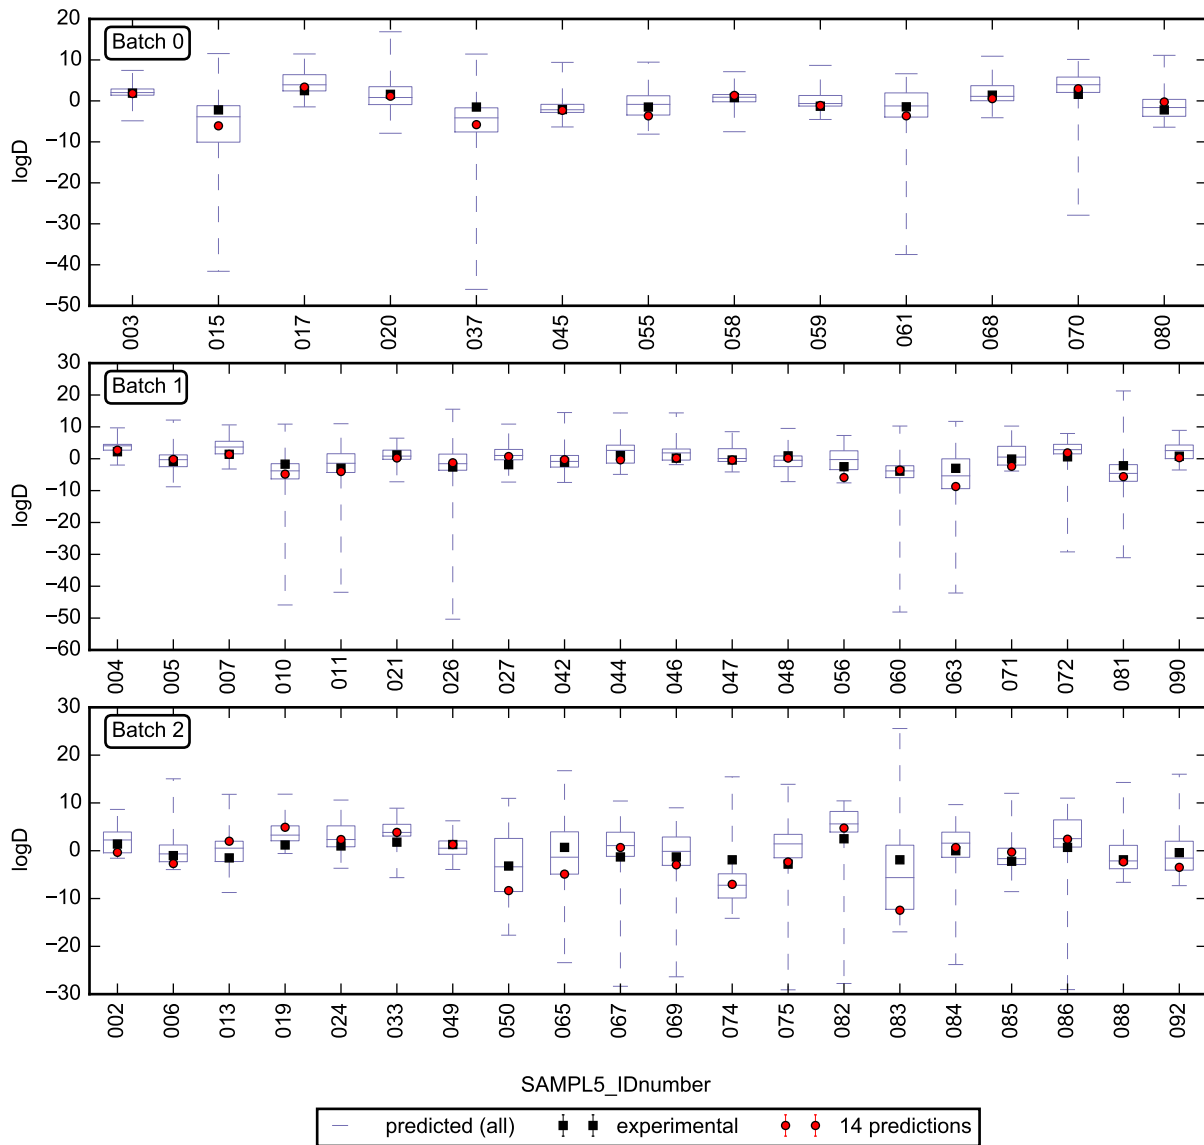 20
Batch 0
10
0
−10
−20
−30
−40
−50
logD
003 015 017 020 037 045 055 058 059 061 068 070 080
30
Batch 1
20
10
0
−10
−20
−30
−40
−50
−60
logD
004 005 007 010 011 021 026 027 042 044 046 047 048 056 060 063 071 072 081 090
30
Batch 2
20
10
0
−10
−20
−30
logD
002 006 013 019 024 033 049 050 065 067 069 074 075 082 083 084 085 086 088 092
SAMPL5_IDnumber
predicted (all) experimental 14 predictions